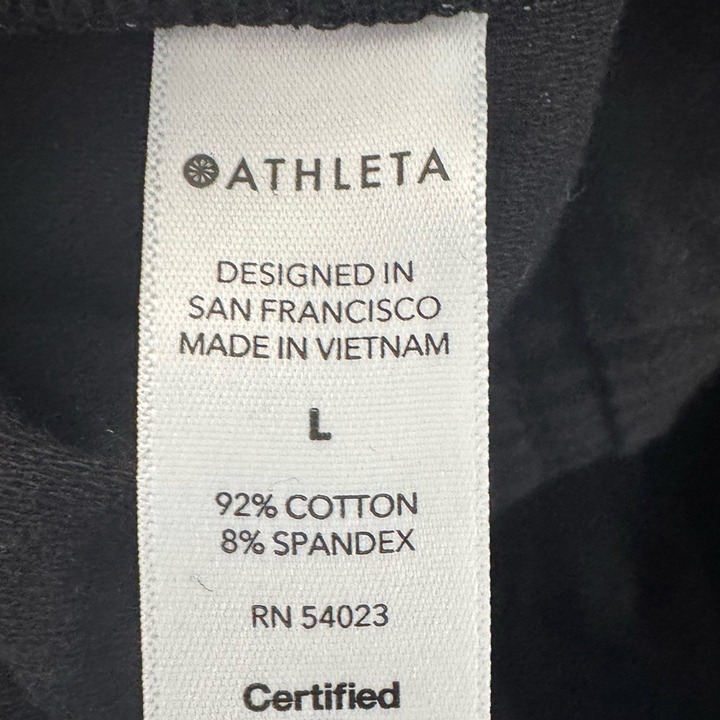 ATHLETA
DESIGNED IN
SAN FRANCISCO
MADE IN VIETNAM
L
92% COTTON
8% SPANDEX
RN 54023
Certified